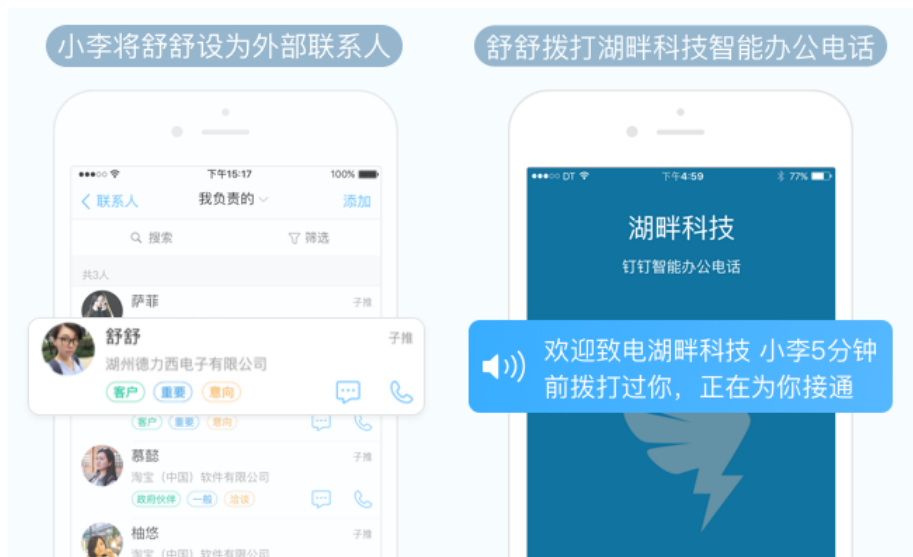 小李将舒舒设为外部联系人
舒舒拨打湖畔科技智能办公电话
下午15:17
100%
联系人
我负责的
添加
搜索
筛选
共3人
萨菲
子推
舒舒
子推
湖州德力西电子有限公司
客户
重要
意向
客户
重要
意向
慕懿
子推
淘宝（中国）软件有限公司
政府伙伴
一般
洽谈
柚悠
子推
淘宝（中国）软件有限公司
DT
下午4:59
77%
湖畔科技
钉钉智能办公电话
欢迎致电湖畔科技 小李5分钟
前拨打过你，正在为你接通